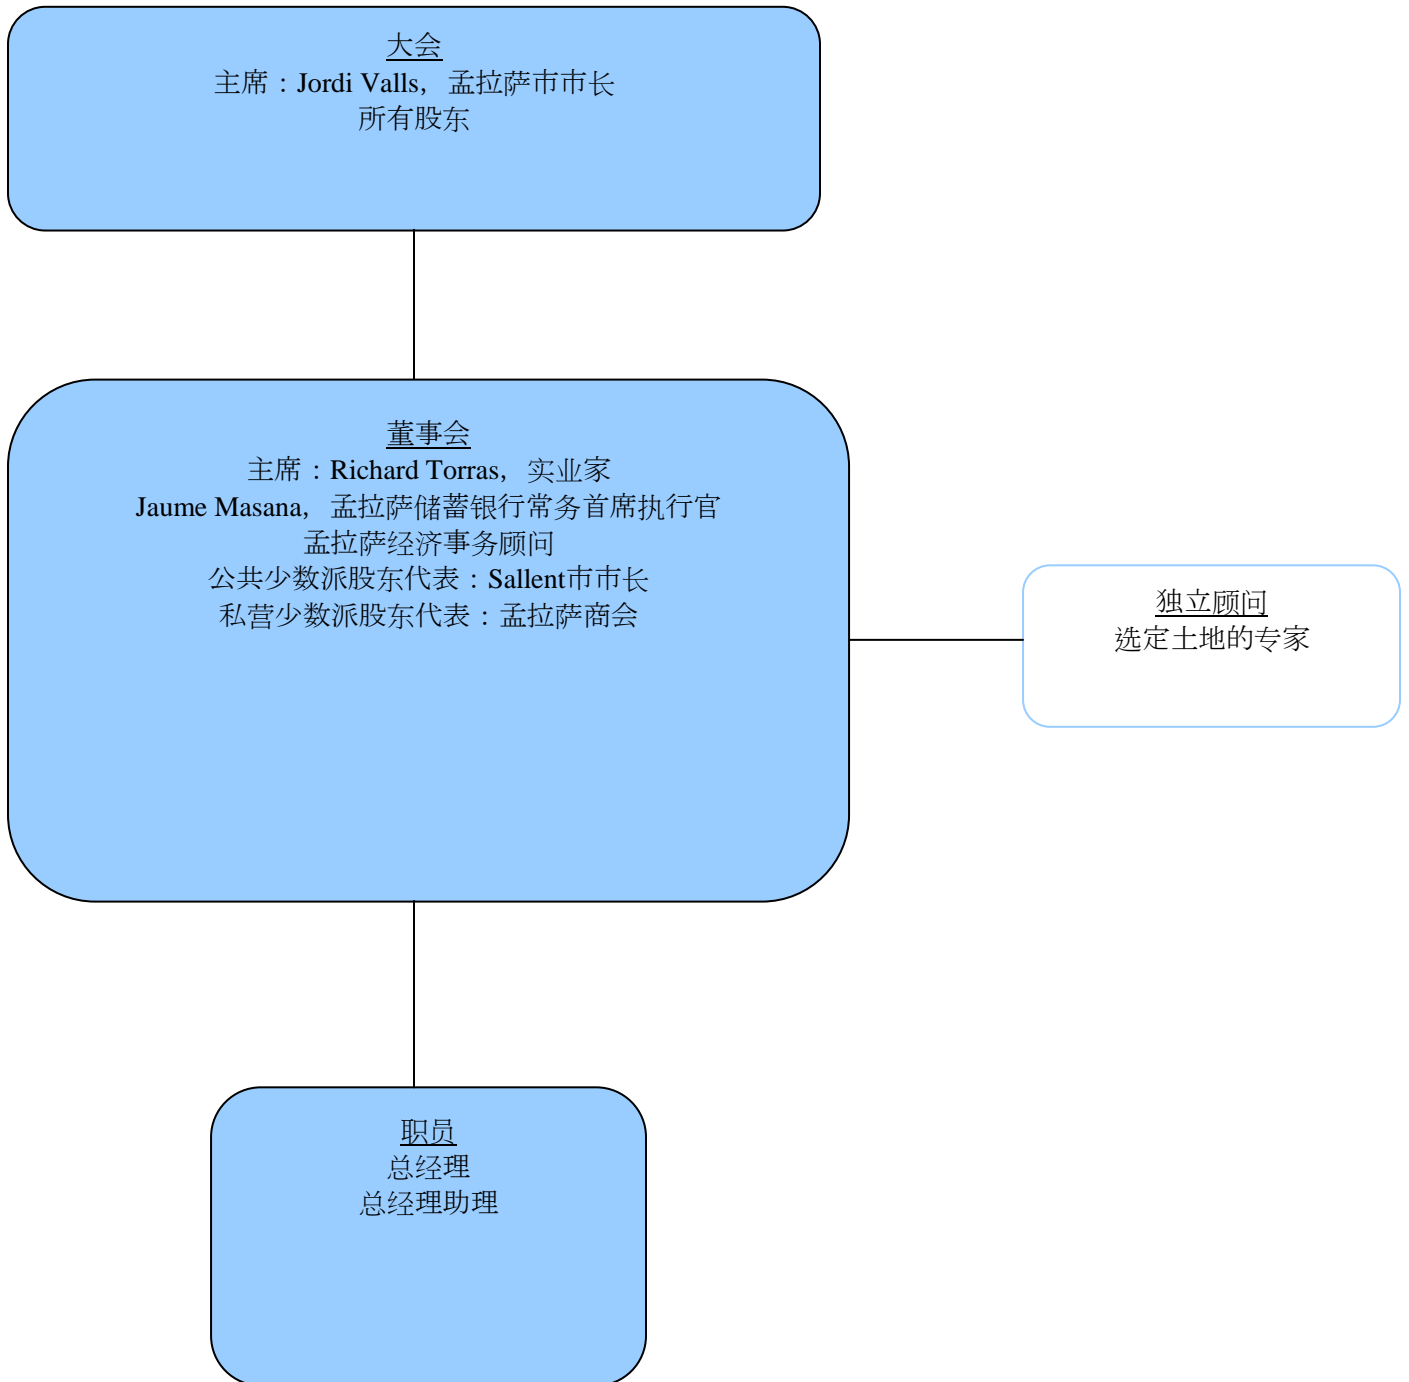 大会
主席：Jordi Valls，孟拉萨市市长
所有股东
董事会
主席：Richard Torras，实业家
Jaume Masana，孟拉萨储蓄银行常务首席执行官
孟拉萨经济事务顾问
公共少数派股东代表：Sallent市市长
私营少数派股东代表：孟拉萨商会
独立顾问
选定土地的专家
职员
总经理
总经理助理